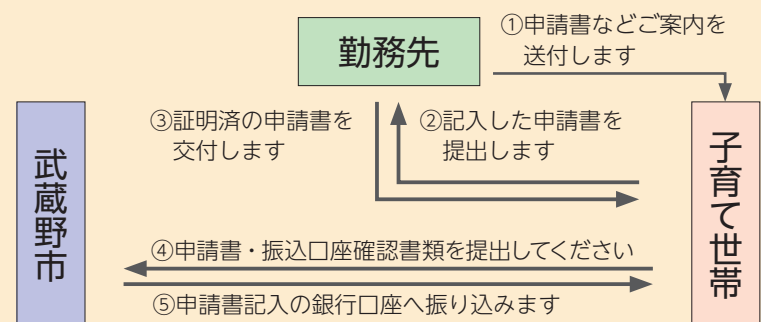 勤務先
①申請書などご案内を
送付します
武蔵野市
③証明済の申請書を
交付します
②記入した申請書を
提出します
子育て世帯
④申請書・振込口座確認書類を提出してください
⑤申請書記入の銀行口座へ振り込みます